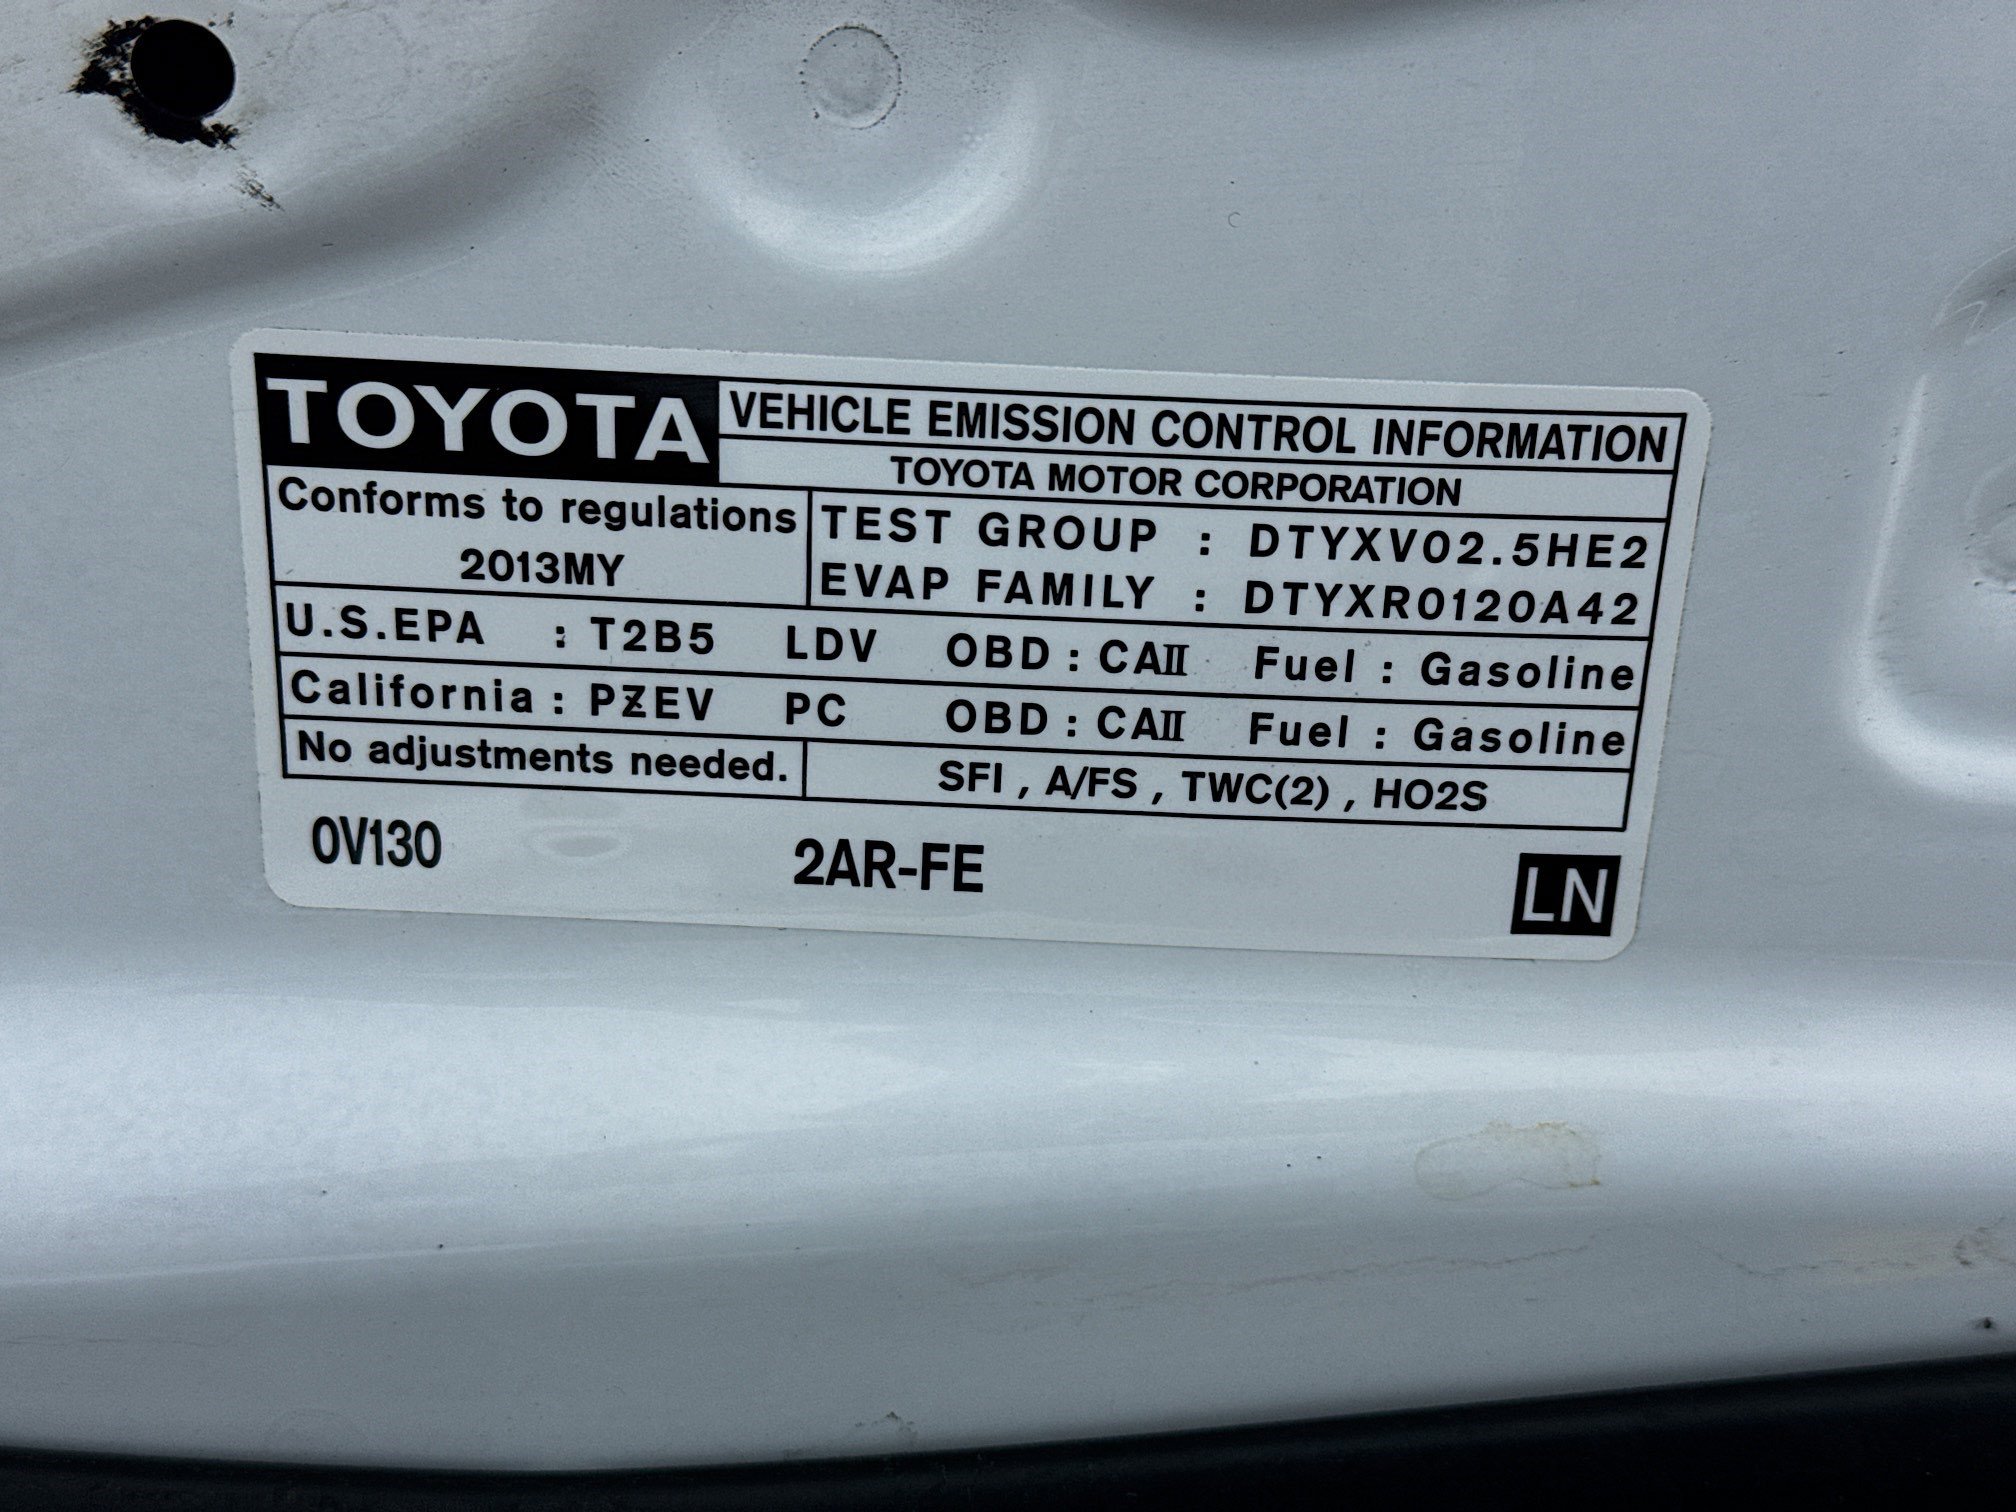 TOYOTA VEHICLE EMISSION CONTROL INFORMATION
TOYOTA MOTOR CORPORATION
Conforms to regulations
2013MY
TEST GROUP : DTYXV02.5HE2
EVAP FAMILY : DTYXR0120A42
U.S.EPA : T2B5 LDV OBD : CAII Fuel : Gasoline
California : PZEV PC OBD : CAII Fuel : Gasoline
No adjustments needed. SFI , A/FS , TWC(2) , HO2S
0V130 2AR-FE LN